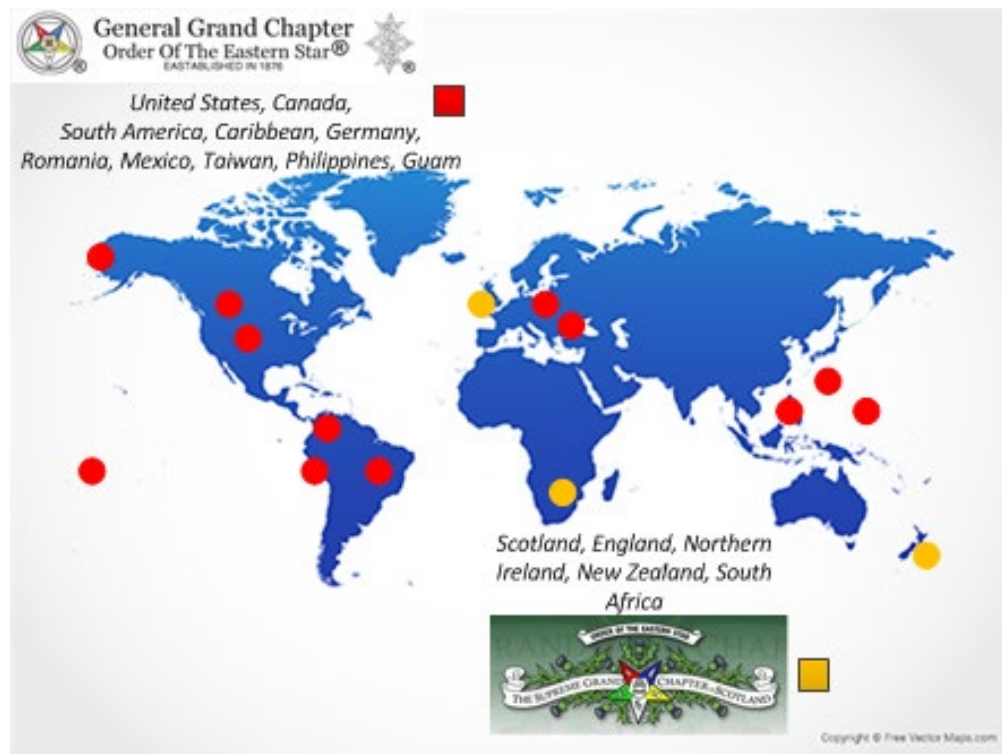 General Grand Chapter
Order Of The Eastern Star®
EASTABLISHED IN 1876
®
®
United States, Canada,
South America, Caribbean, Germany,
Romania, Mexico, Taiwan, Philippines, Guam
Scotland, England, Northern
Ireland, New Zealand, South
Africa
ORDER OF THE EASTERN STAR
THE SUPREME GRAND CHAPTER of SCOTLAND
Copyright © Free Vector Maps.com